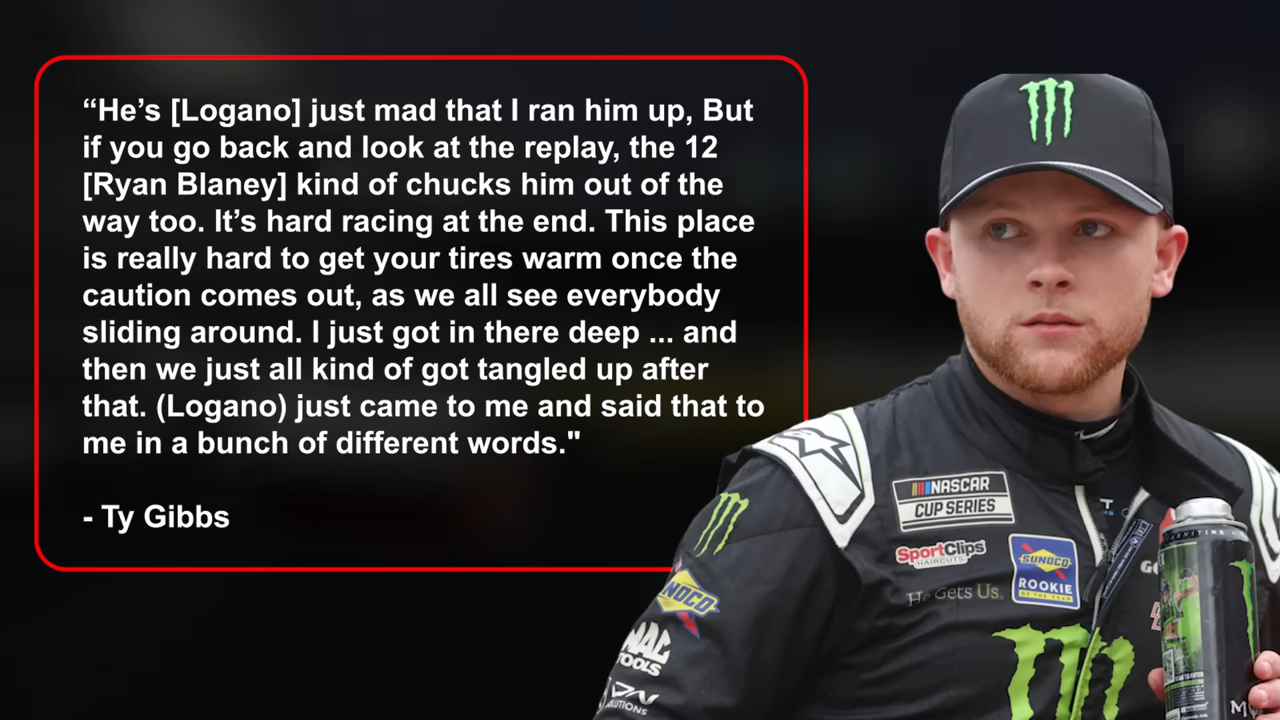 “He’s [Logano] just mad that I ran him up, But
if you go back and look at the replay, the 12
[Ryan Blaney] kind of chucks him out of the
way too. It’s hard racing at the end. This place
is really hard to get your tires warm once the
caution comes out, as we all see everybody
sliding around. I just got in there deep ... and
then we just all kind of got tangled up after
that. (Logano) just came to me and said that to
me in a bunch of different words."
- Ty Gibbs
NASCAR
CUP SERIES
SportClips
HAIRCUTS
SUNOCO
ROOKIE
OF THE YEAR
He Gets Us.
SUNOCO
MAC
TOOLS